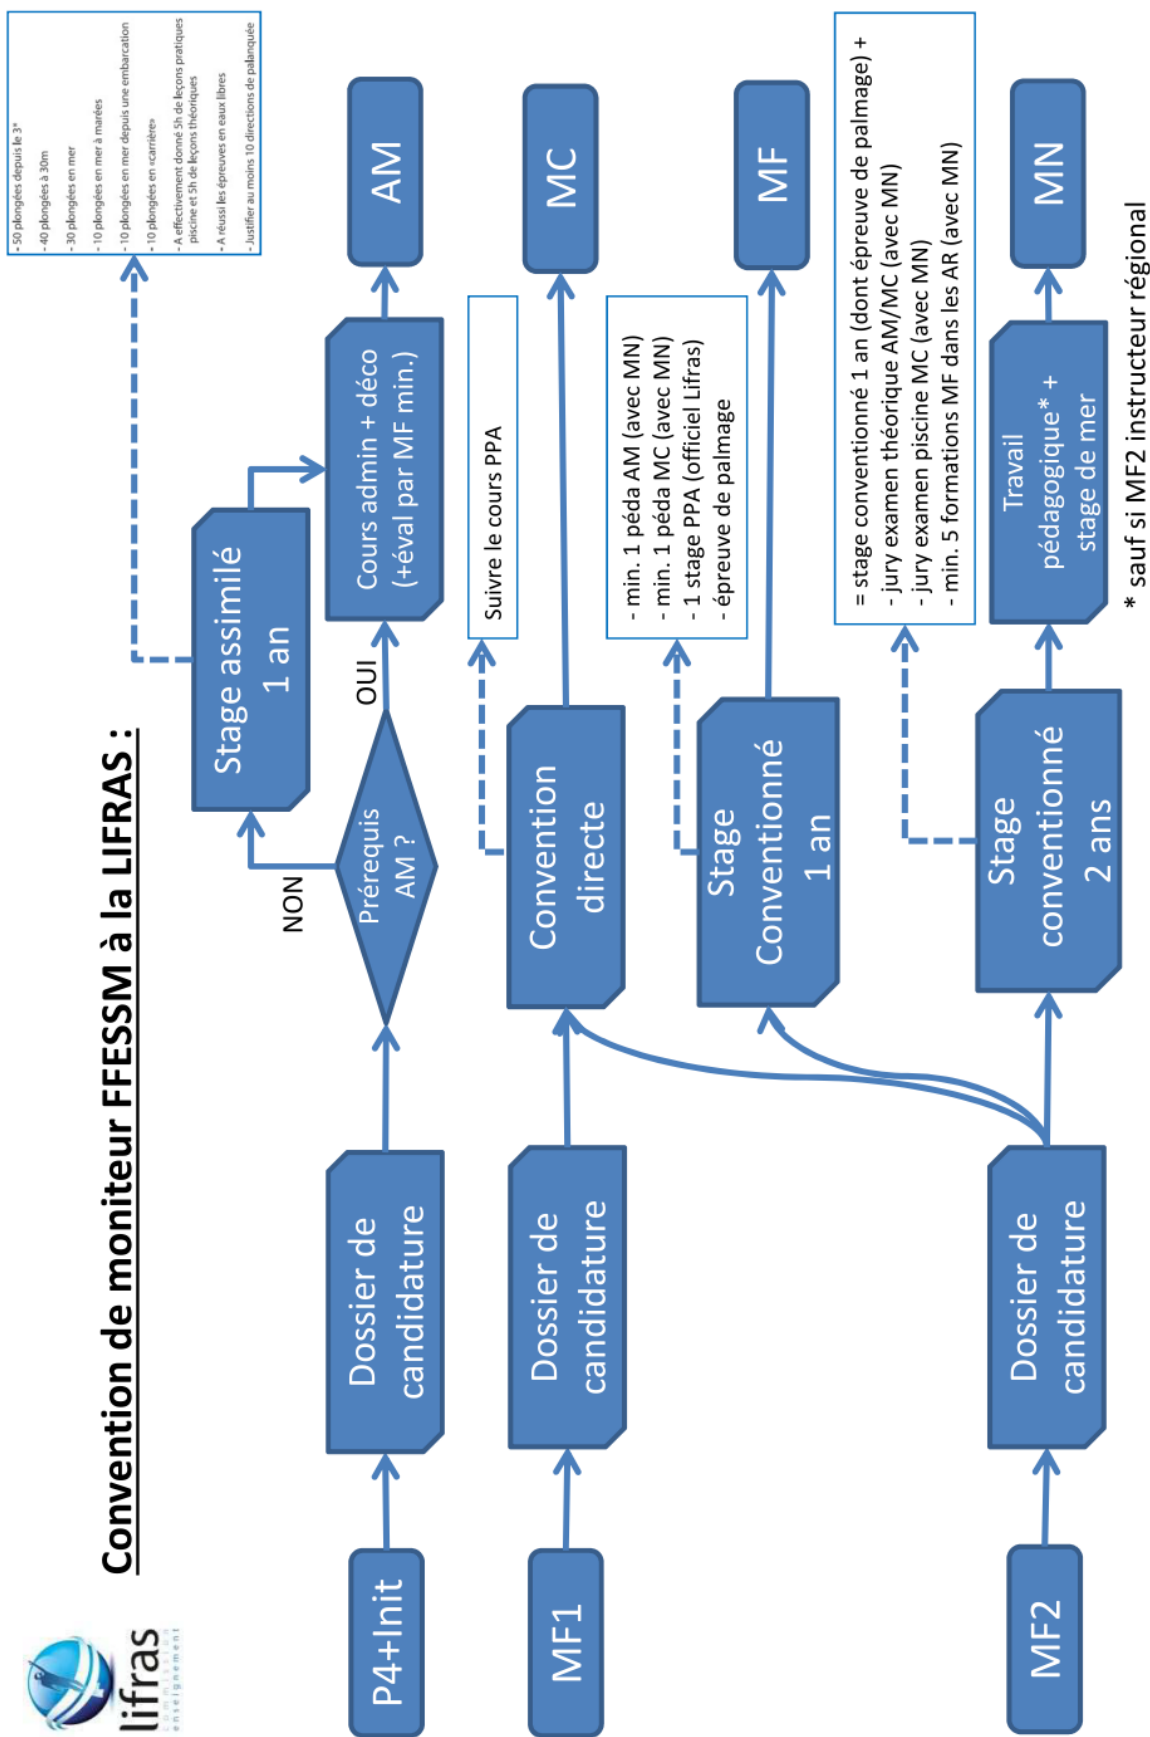 lifras
commission
enseignement
Convention de moniteur FFESSM à la LIFRAS :
- 50 plongées depuis le 3*
- 40 plongées à 30m
- 30 plongées en mer
- 10 plongées en mer à marées
- 10 plongées en mer depuis une embarcation
- 10 plongées en «carrière»
- A effectivement donné 5h de leçons pratiques
piscine et 5h de leçons théoriques
- A réussi les épreuves en eaux libres
- Justifier au moins 10 directions de palanquée
Stage assimilé
1 an
NON
OUI
P4+Init
Dossier de
candidature
Prérequis
AM ?
Cours admin + déco
(+éval par MF min.)
AM
Suivre le cours PPA
MF1
Dossier de
candidature
Convention
directe
MC
- min. 1 péda AM (avec MN)
- min. 1 péda MC (avec MN)
- 1 stage PPA (officiel Lifras)
- épreuve de palmage
Stage
Conventionné
1 an
MF
= stage conventionné 1 an (dont épreuve de palmage) +
- jury examen théorique AM/MC (avec MN)
- jury examen piscine MC (avec MN)
- min. 5 formations MF dans les AR (avec MN)
MF2
Dossier de
candidature
Stage
conventionné
2 ans
Travail
pédagogique* +
stage de mer
MN
* sauf si MF2 instructeur régional